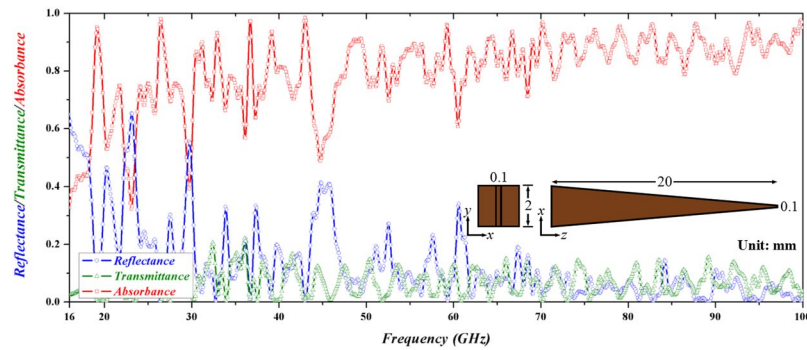 Reflectance/Transmittance/Absorbance
1.0
0.8
0.6
0.4
0.2
0.0
Reflectance
Transmittance
Absorbance
0.1
2
y
x
20
0.1
x
z
Unit: mm
16 20 30 40 50 60 70 80 90 100
Frequency (GHz)